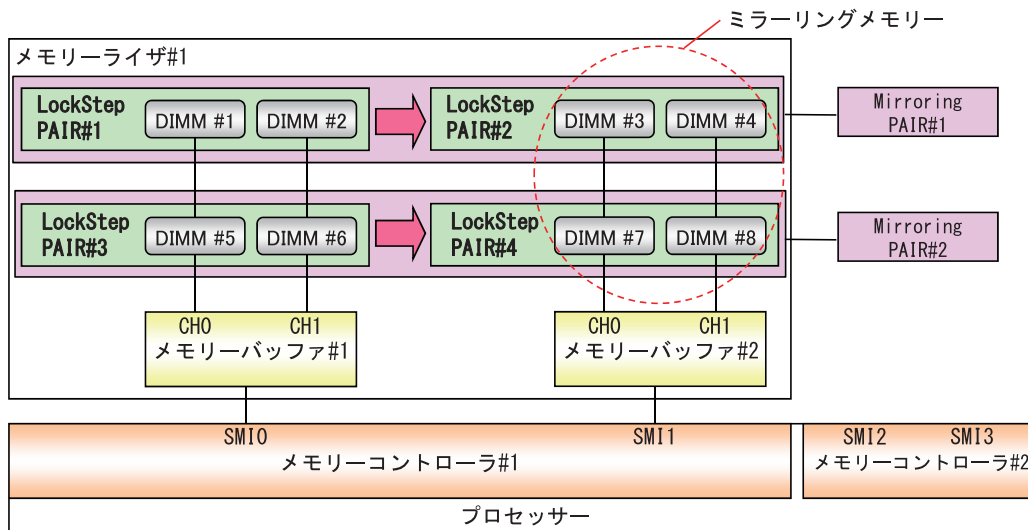 ミラーリングメモリー
メモリーライザ#1
LockStep
PAIR#1
DIMM #1
DIMM #2
LockStep
PAIR#2
DIMM #3
DIMM #4
Mirroring
PAIR#1
LockStep
PAIR#3
DIMM #5
DIMM #6
LockStep
PAIR#4
DIMM #7
DIMM #8
Mirroring
PAIR#2
CH0
CH1
メモリーバッファ#1
CH0
CH1
メモリーバッファ#2
SMI0
SMI1
メモリーコントローラ#1
SMI2
SMI3
メモリーコントローラ#2
プロセッサー